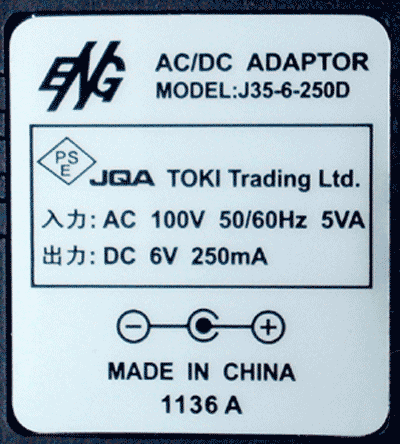 ENG
AC/DC ADAPTOR
MODEL:J35-6-250D
PS
E
JQA TOKI Trading Ltd.
入力: AC 100V 50/60Hz 5VA
出力: DC 6V 250mA
MADE IN CHINA
1136 A